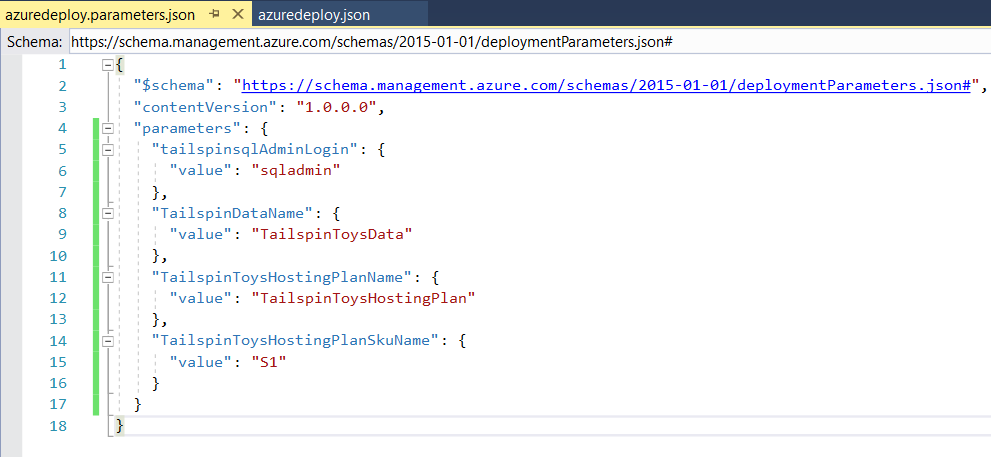 azuredeploy.parameters.json azuredeploy.json
Schema: https://schema.management.azure.com/schemas/2015-01-01/deploymentParameters.json#
1 {
2 "$schema": "https://schema.management.azure.com/schemas/2015-01-01/deploymentParameters.json#",
3 "contentVersion": "1.0.0.0",
4 "parameters": {
5 "tailspinsqlAdminLogin": {
6 "value": "sqladmin"
7 },
8 "TailspinDataName": {
9 "value": "TailspinToysData"
10 },
11 "TailspinToysHostingPlanName": {
12 "value": "TailspinToysHostingPlan"
13 },
14 "TailspinToysHostingPlanSkuName": {
15 "value": "S1"
16 }
17 }
18 }